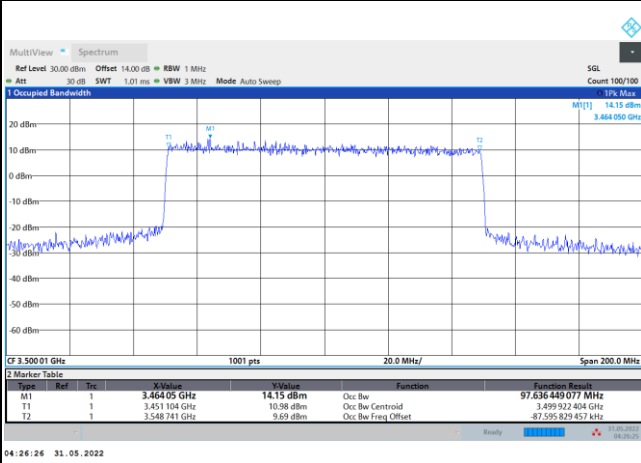 MultiView Spectrum
Ref Level 30.00 dBm Offset 14.00 dB RBW 1 MHz SGL
Att 30 dB SWT 1.01 ms VBW 3 MHz Mode Auto Sweep Count 100/100
1 Occupied Bandwidth 1Pk Max
M1[1] 14.15 dBm
3.464 050 GHz
20 dBm
T1 M1 T2
10 dBm
0 dBm
-10 dBm
-20 dBm
-30 dBm
-40 dBm
-50 dBm
-60 dBm
CF 3.500 01 GHz 1001 pts 20.0 MHz/ Span 200.0 MHz
2 Marker Table
Type Ref Trc X-Value Y-Value Function Function Result
M1 1 3.464 05 GHz 14.15 dBm Occ Bw 97.636 449 077 MHz
T1 1 3.451 104 GHz 10.98 dBm Occ Bw Centroid 3.499 922 404 GHz
T2 1 3.548 741 GHz 9.69 dBm Occ Bw Freq Offset -87.595 829 457 kHz
Ready 31.05.2022
04:26:25
04:26:26 31.05.2022